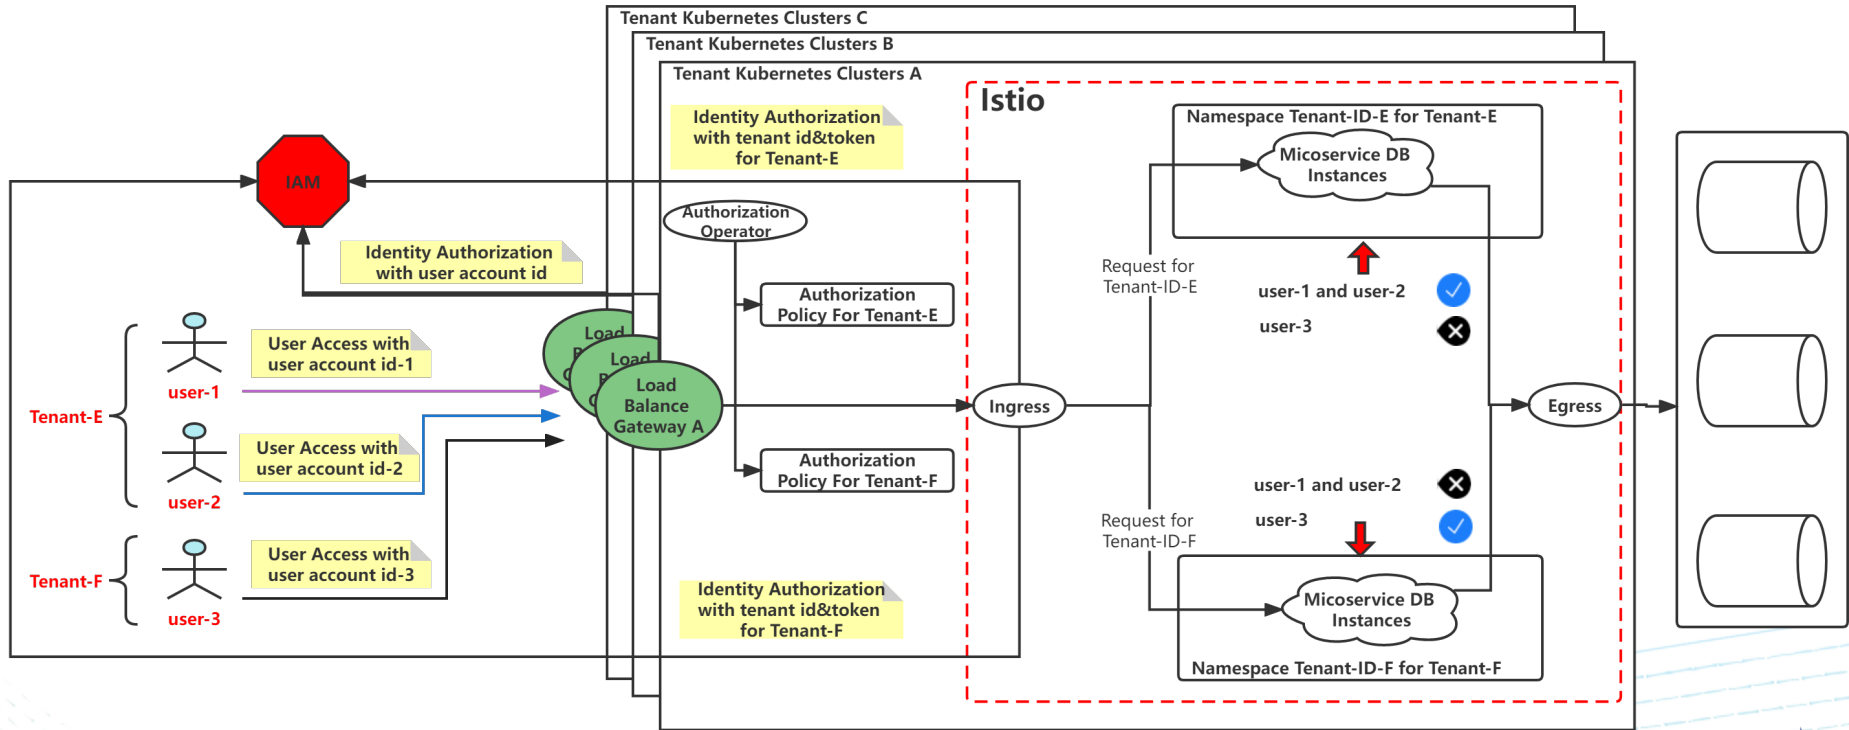 Tenant Kubernetes Clusters C
Tenant Kubernetes Clusters B
Tenant Kubernetes Clusters A
Istio
Identity Authorization
with tenant id&token
for Tenant-E
Namespace Tenant-ID-E for Tenant-E
Micoservice DB
Instances
IAM
Authorization
Operator
Identity Authorization
with user account id
Request for
Tenant-ID-E
user-1 and user-2
user-3
Authorization
Policy For Tenant-E
User Access with
user account id-1
user-1
Tenant-E
User Access with
user account id-2
user-2
Load
Load
Load
Balance
Gateway A
Ingress
Egress
Authorization
Policy For Tenant-F
user-1 and user-2
user-3
Request for
Tenant-ID-F
Tenant-F
User Access with
user account id-3
user-3
Identity Authorization
with tenant id&token
for Tenant-F
Micoservice DB
Instances
Namespace Tenant-ID-F for Tenant-F